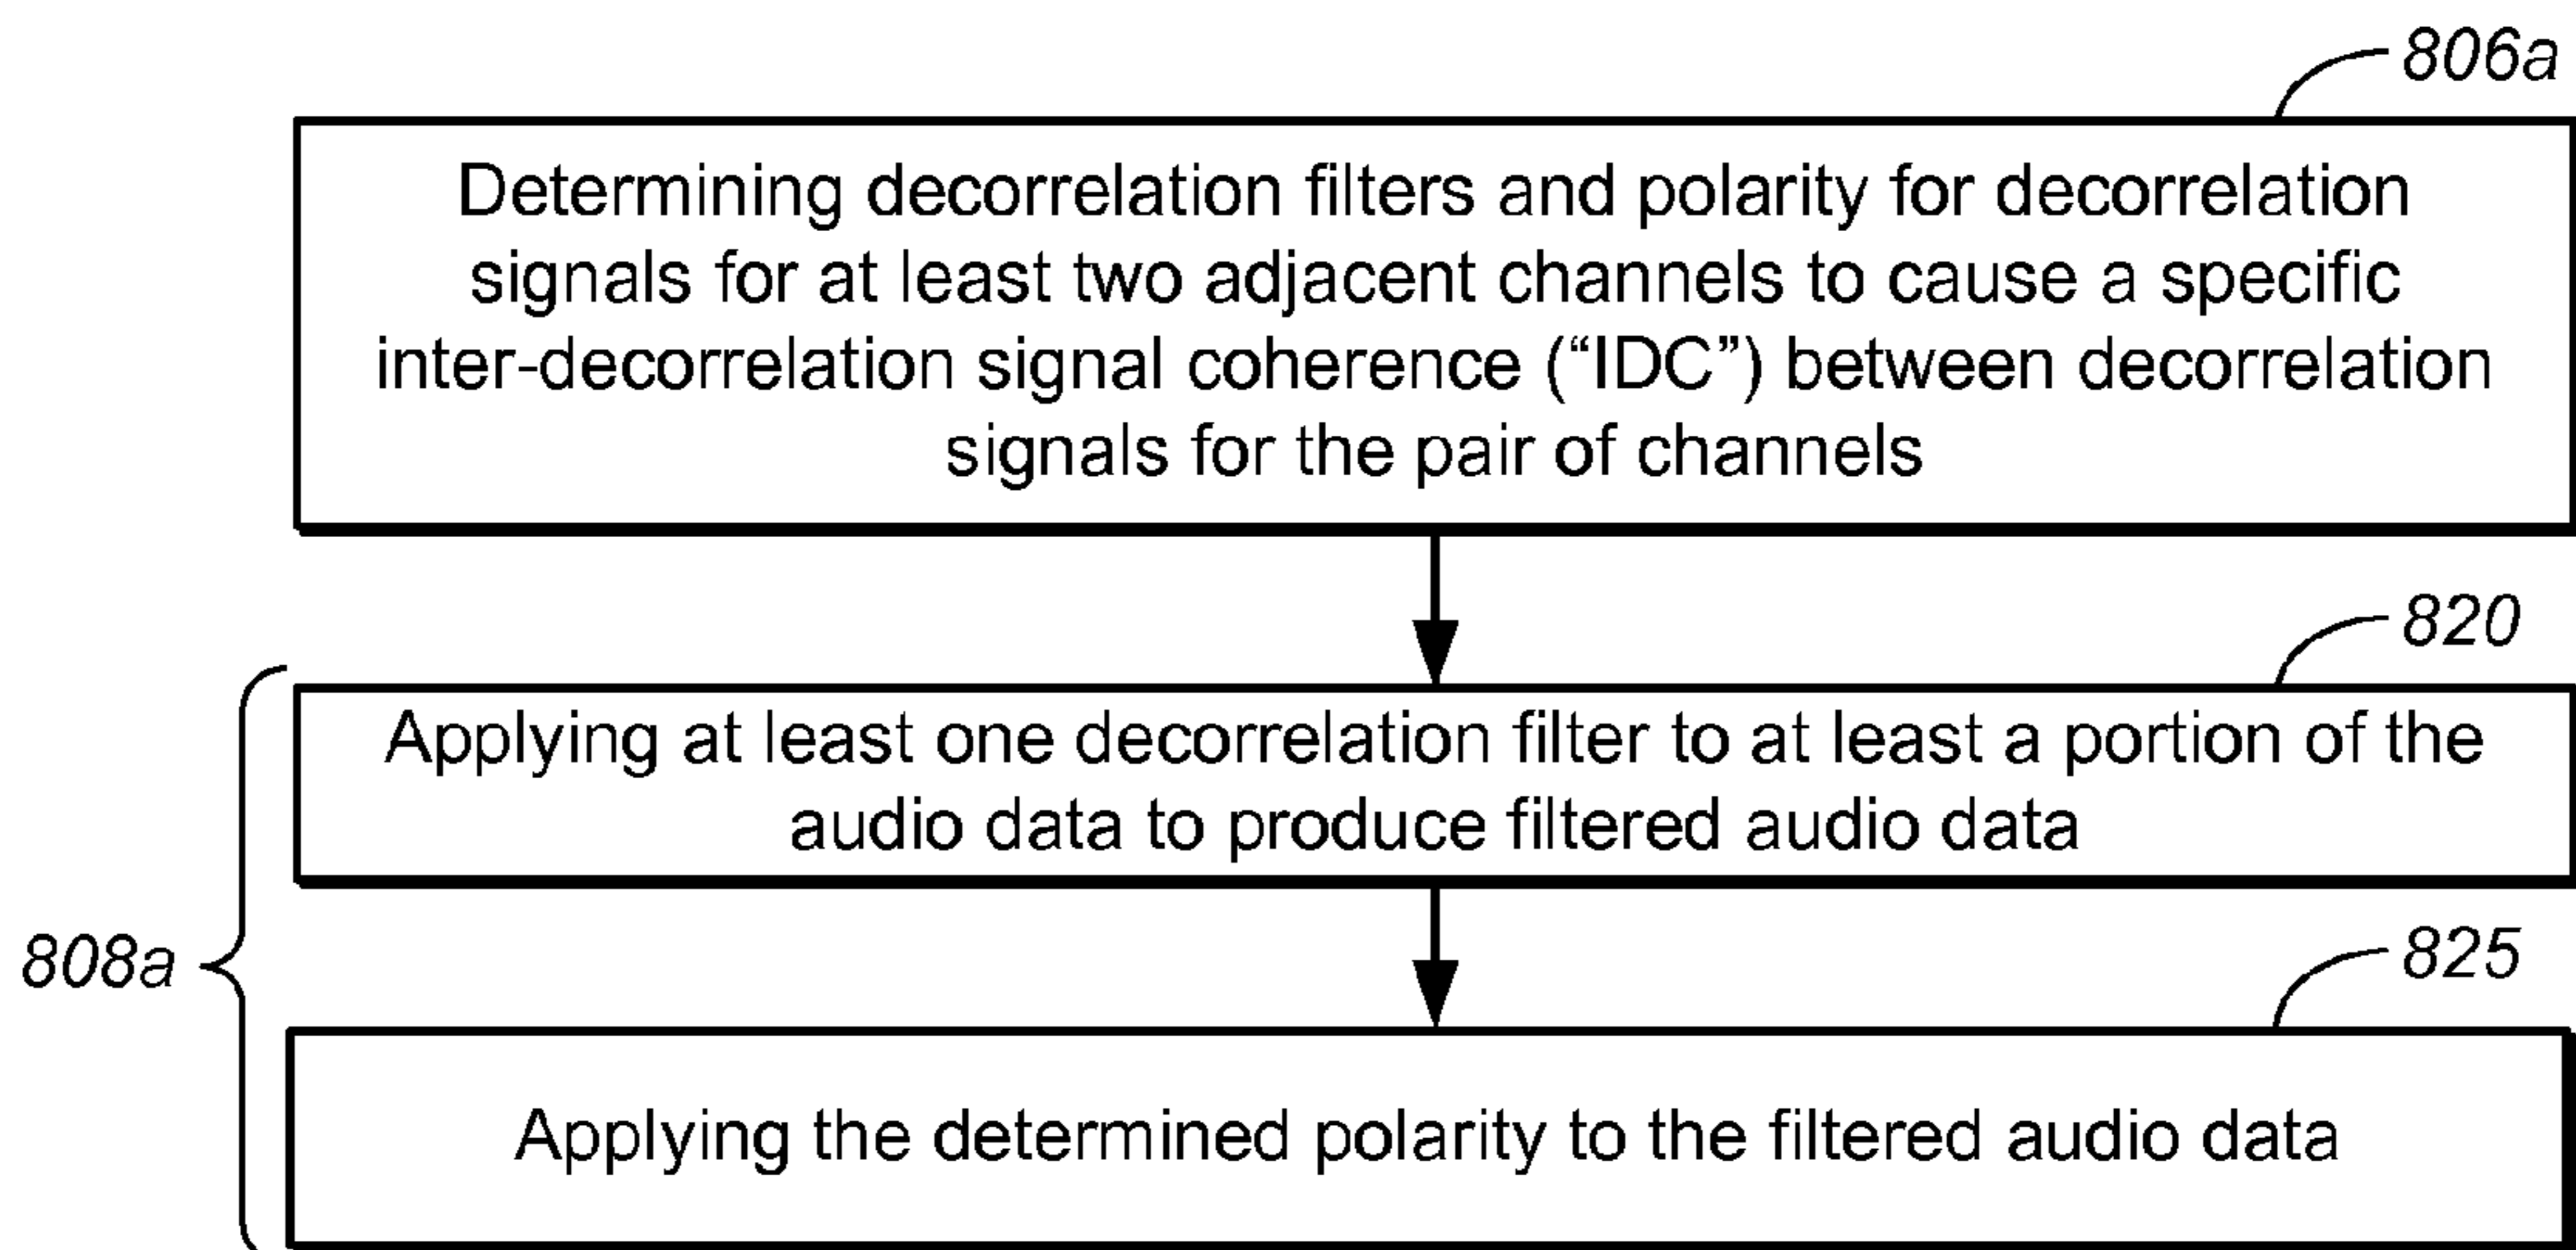 806a
Determining decorrelation filters and polarity for decorrelation
signals for at least two adjacent channels to cause a specific
inter-decorrelation signal coherence (“IDC”) between decorrelation
signals for the pair of channels
820
Applying at least one decorrelation filter to at least a portion of the
audio data to produce filtered audio data
808a
825
Applying the determined polarity to the filtered audio data